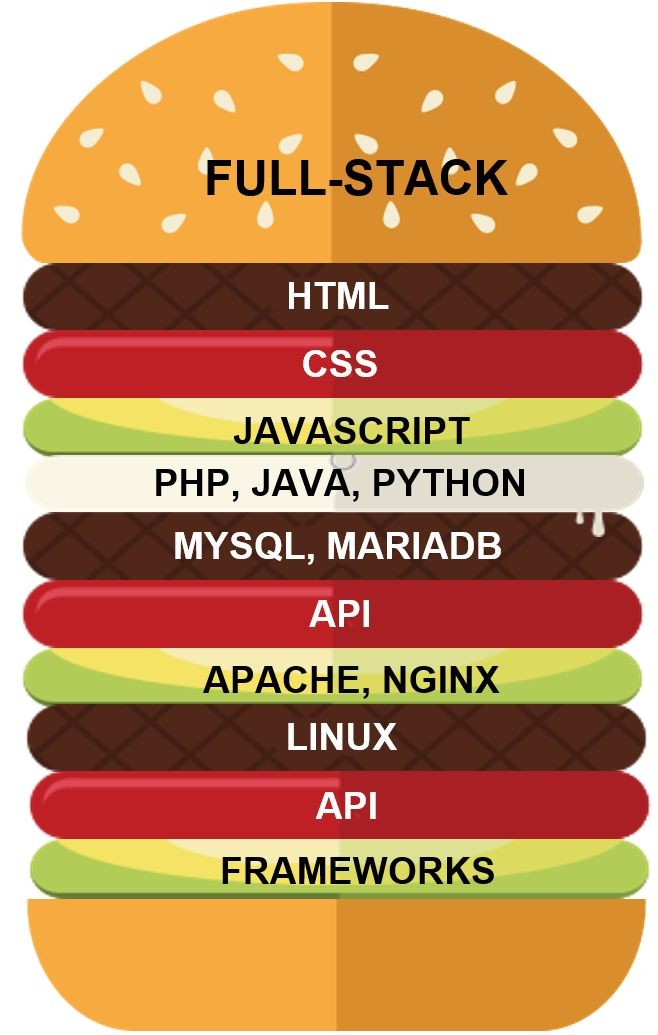 FULL-STACK
HTML
CSS
JAVASCRIPT
PHP, JAVA, PYTHON
MYSQL, MARIADB
API
APACHE, NGINX
LINUX
API
FRAMEWORKS